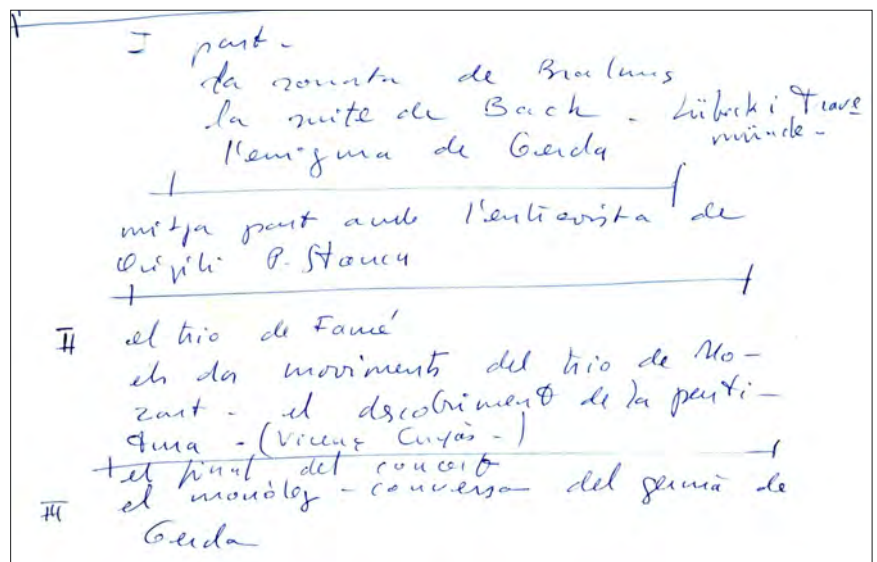 I part -
la sonata de Brahms
la suite de Bach - Lübeck i Trave
münde -
l'enigma de Gerda
mitja part amb l'entrevista de
Virgili P. Stancu
II el trio de Fauré
els dos moviments del trio de Mo-
zart - el descobriment de la parti-
tura - (Vicenç Cuyàs -)
el final del concert
III el monòleg - conversa del germà de
Gerda